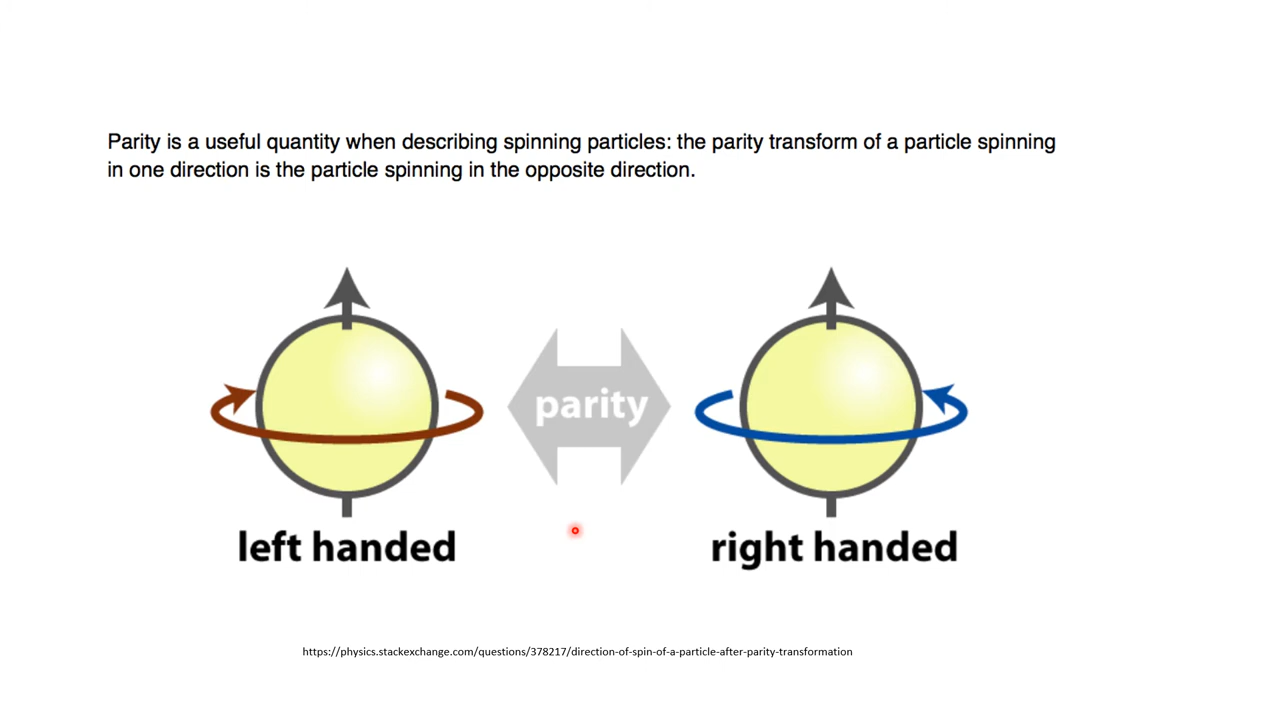 Parity is a useful quantity when describing spinning particles: the parity transform of a particle spinning
in one direction is the particle spinning in the opposite direction.
parity
left handed
right handed
https://physics.stackexchange.com/questions/378217/direction-of-spin-of-a-particle-after-parity-transformation